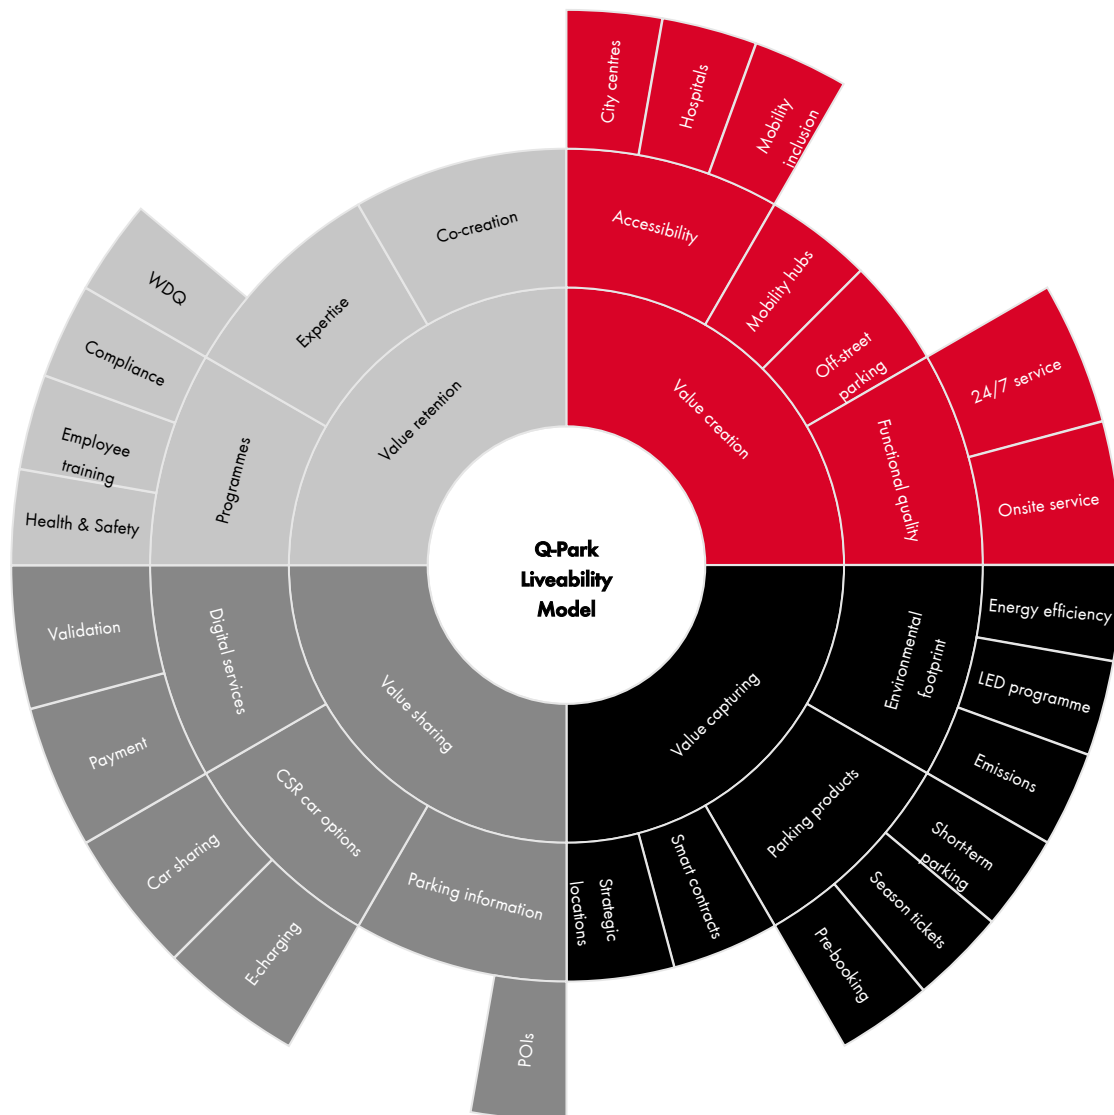 Q-Park
Liveability
Model
Value creation
Accessibility
City centres
Hospitals
Mobility
inclusion
Mobility hubs
Off-street
parking
Functional quality
24/7 service
Onsite service
Value capturing
Environmental
footprint
Energy efficiency
LED programme
Emissions
Parking products
Short-term
parking
Season tickets
Pre-booking
Smart contracts
Strategic
locations
Value sharing
Parking information
POIs
CSR car options
E-charging
Car sharing
Digital services
Payment
Validation
Value retention
Programmes
Health & Safety
Employee
training
Compliance
WDQ
Expertise
Co-creation